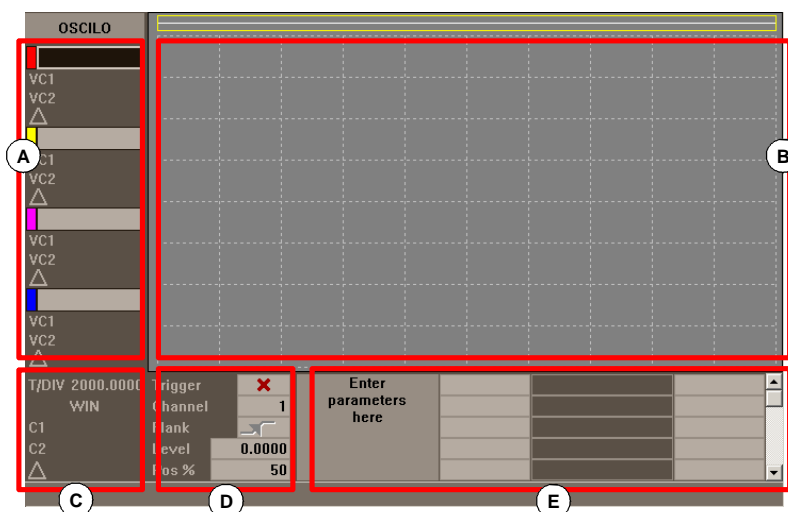 OSCILO
VC1
VC2
△
A
C1
VC2
△
VC1
VC2
△
VC1
VC2
△
B
T/DIV 2000.0000
WIN
C1
C2
△
C
Trigger
Channel 1
Flank
Level 0.0000
Pos % 50
D
Enter
parameters
here
E